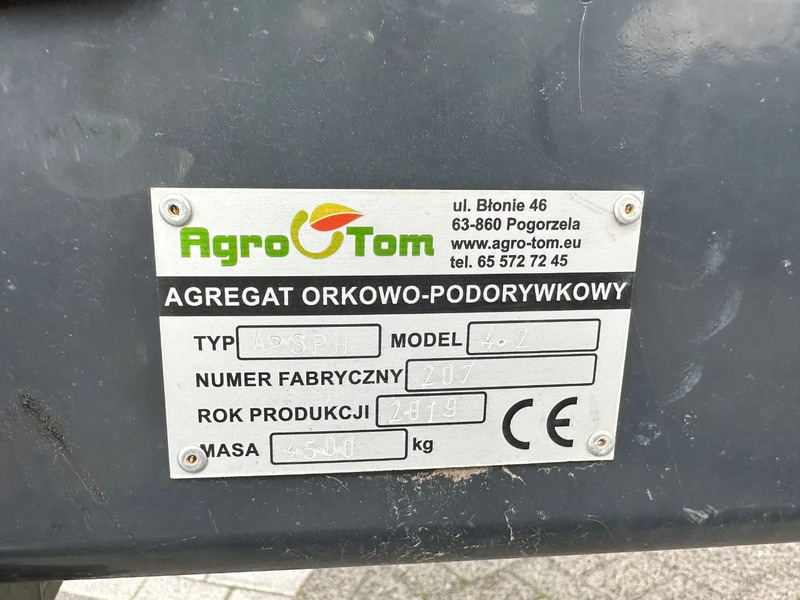 Agro Tom
ul. Błonie 46
63-860 Pogorzela
www.agro-tom.eu
tel. 65 572 72 45
AGREGAT ORKOWO-PODORYWKOWY
TYP APSPH MODEL 4.2
NUMER FABRYCZNY 207
ROK PRODUKCJI 2019
MASA 4500 kg
CE